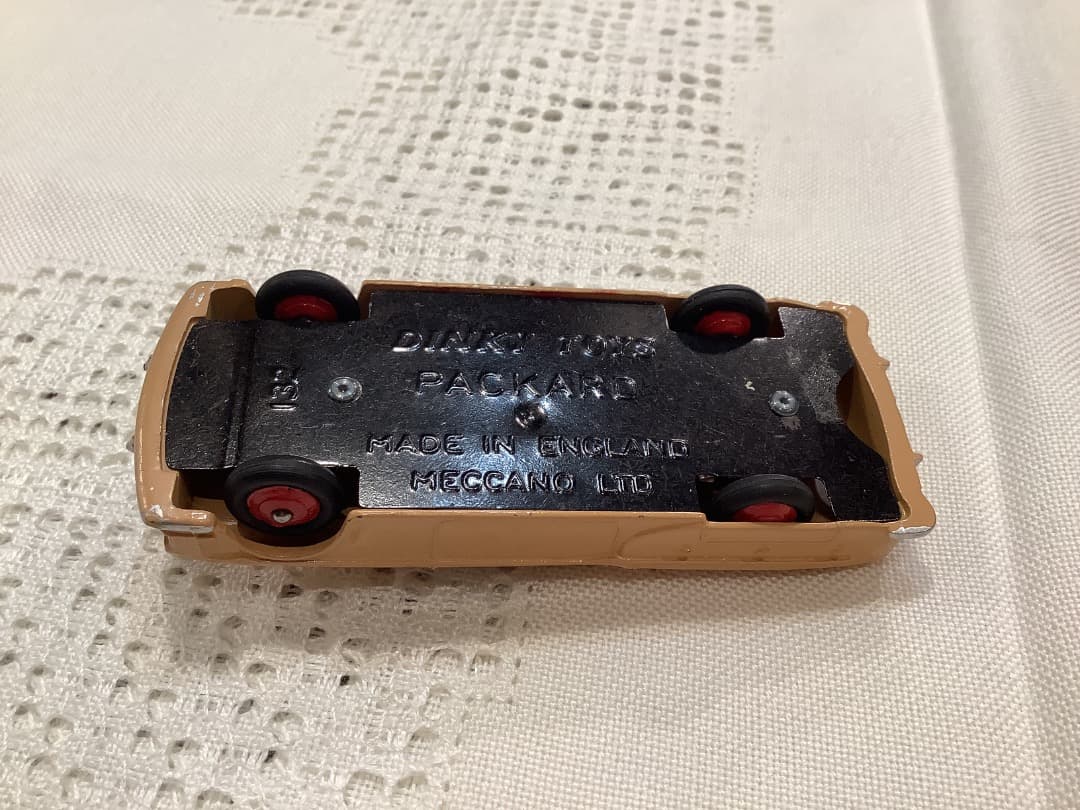 DINKY TOYS
PACKARD
132
MADE IN ENGLAND
MECCANO LTD